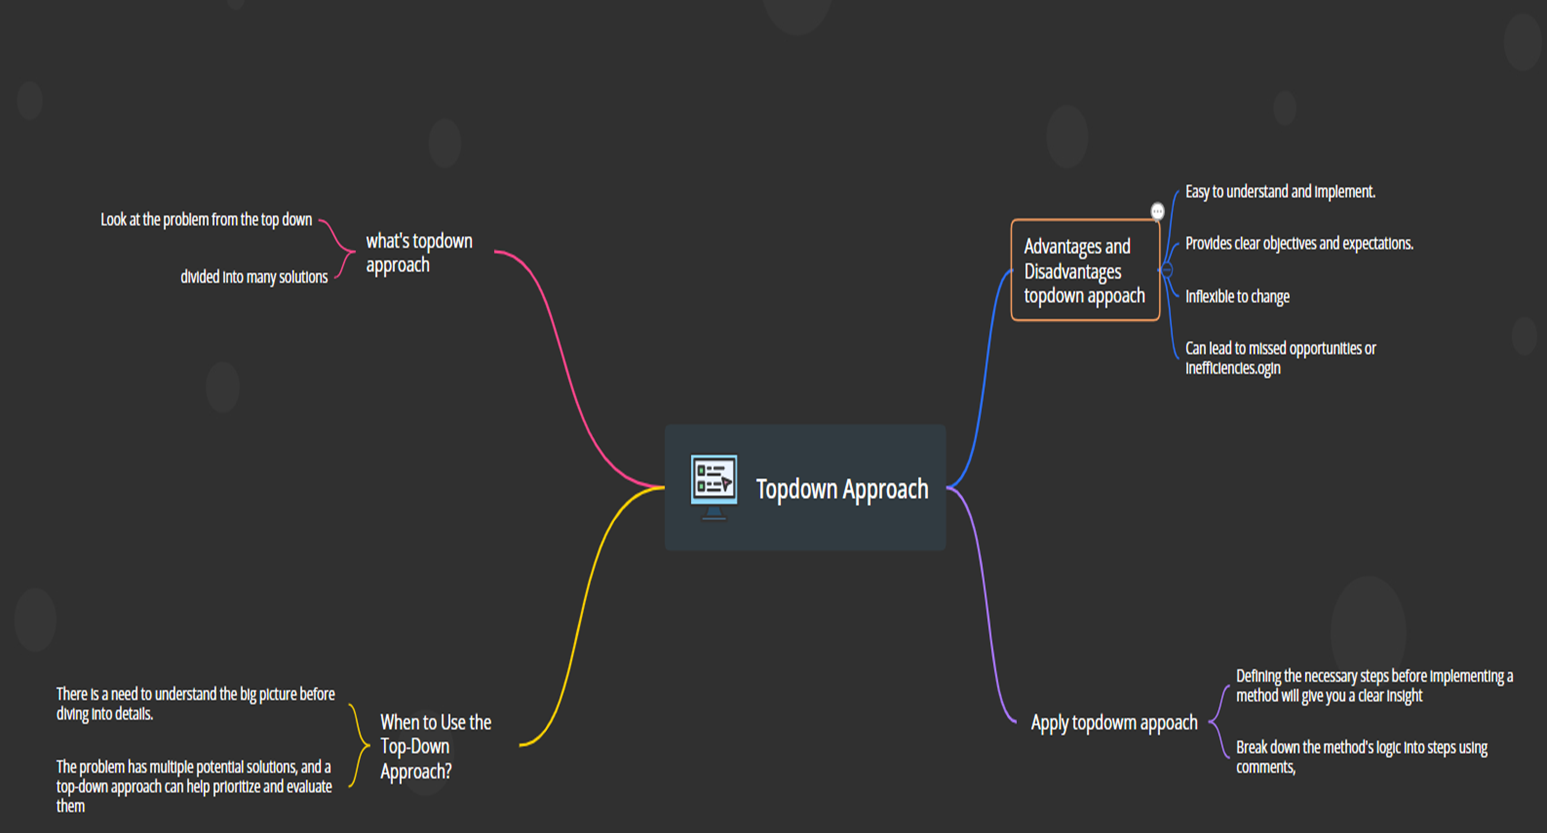 Look at the problem from the top down
divided into many solutions
what's topdown
approach
Topdown Approach
There is a need to understand the big picture before
diving into details.
The problem has multiple potential solutions, and a
top-down approach can help prioritize and evaluate
them
When to Use the
Top-Down
Approach?
Advantages and
Disadvantages
topdown appoach
Easy to understand and implement.
Provides clear objectives and expectations.
Inflexible to change
Can lead to missed opportunities or
inefficiencies.ogin
Apply topdowm appoach
Defining the necessary steps before implementing a
method will give you a clear insight
Break down the method's logic into steps using
comments,